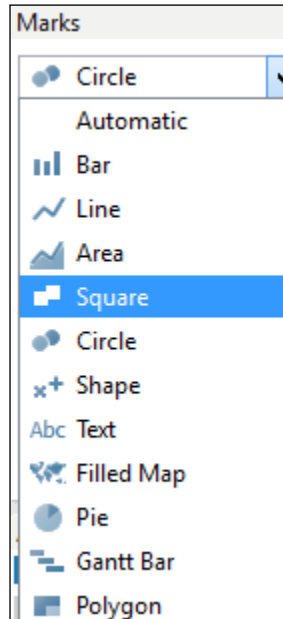 Marks
Circle
Automatic
Bar
Line
Area
Square
Circle
Shape
Abc Text
Filled Map
Pie
Gantt Bar
Polygon